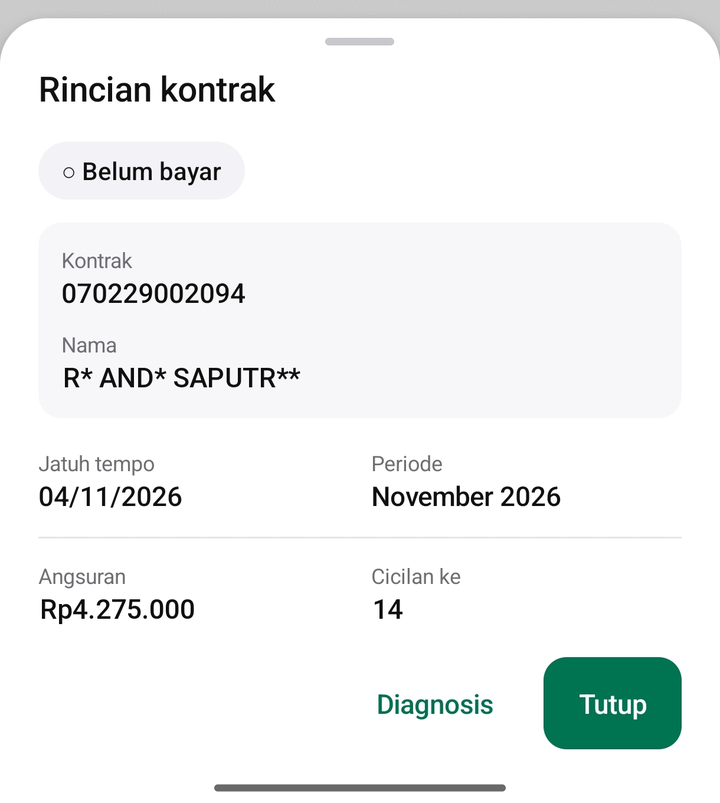 Rincian kontrak
○ Belum bayar
Kontrak
070229002094
Nama
R* AND* SAPUTR**
Jatuh tempo
Periode
04/11/2026
November 2026
Angsuran
Cicilan ke
Rp4.275.000
14
Diagnosis
Tutup